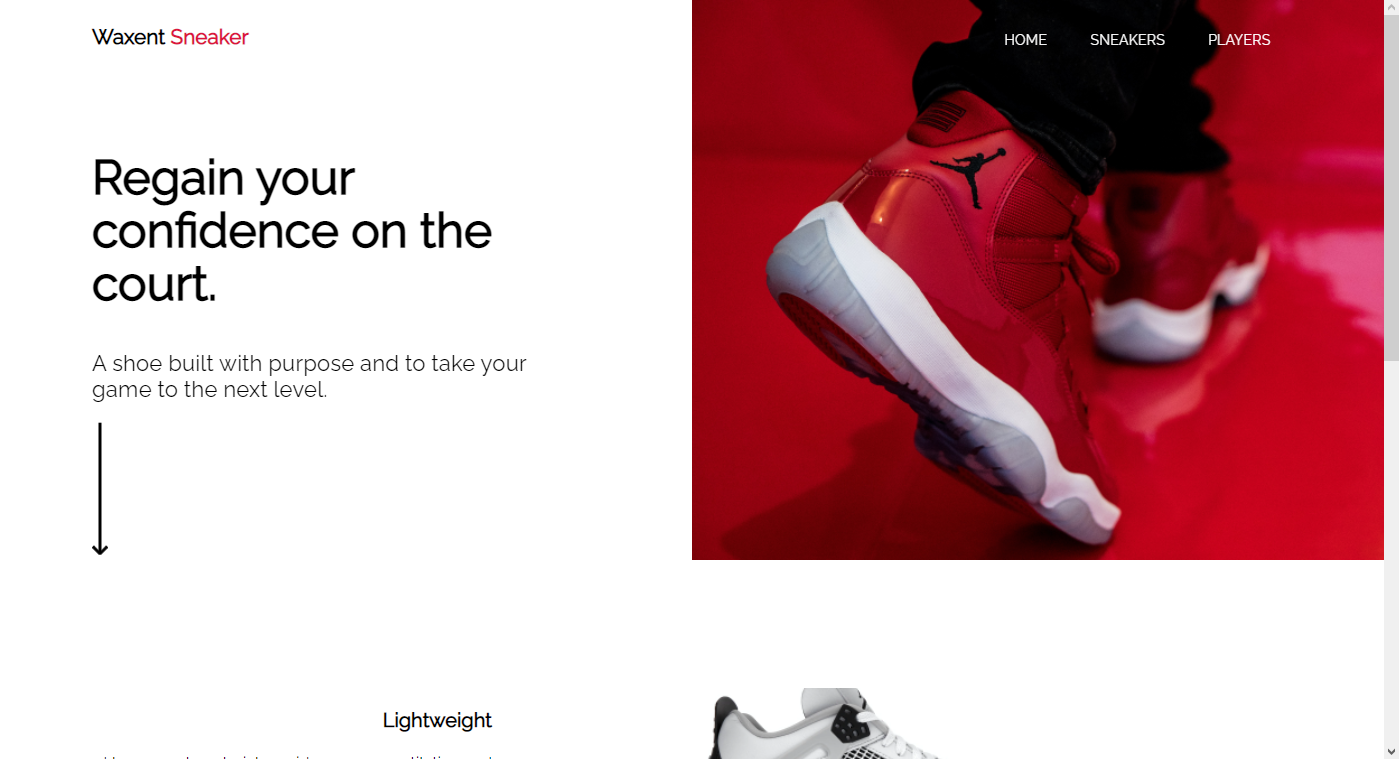 Waxent Sneaker
HOME SNEAKERS PLAYERS
Regain your
confidence on the
court.
A shoe built with purpose and to take your
game to the next level.
Lightweight